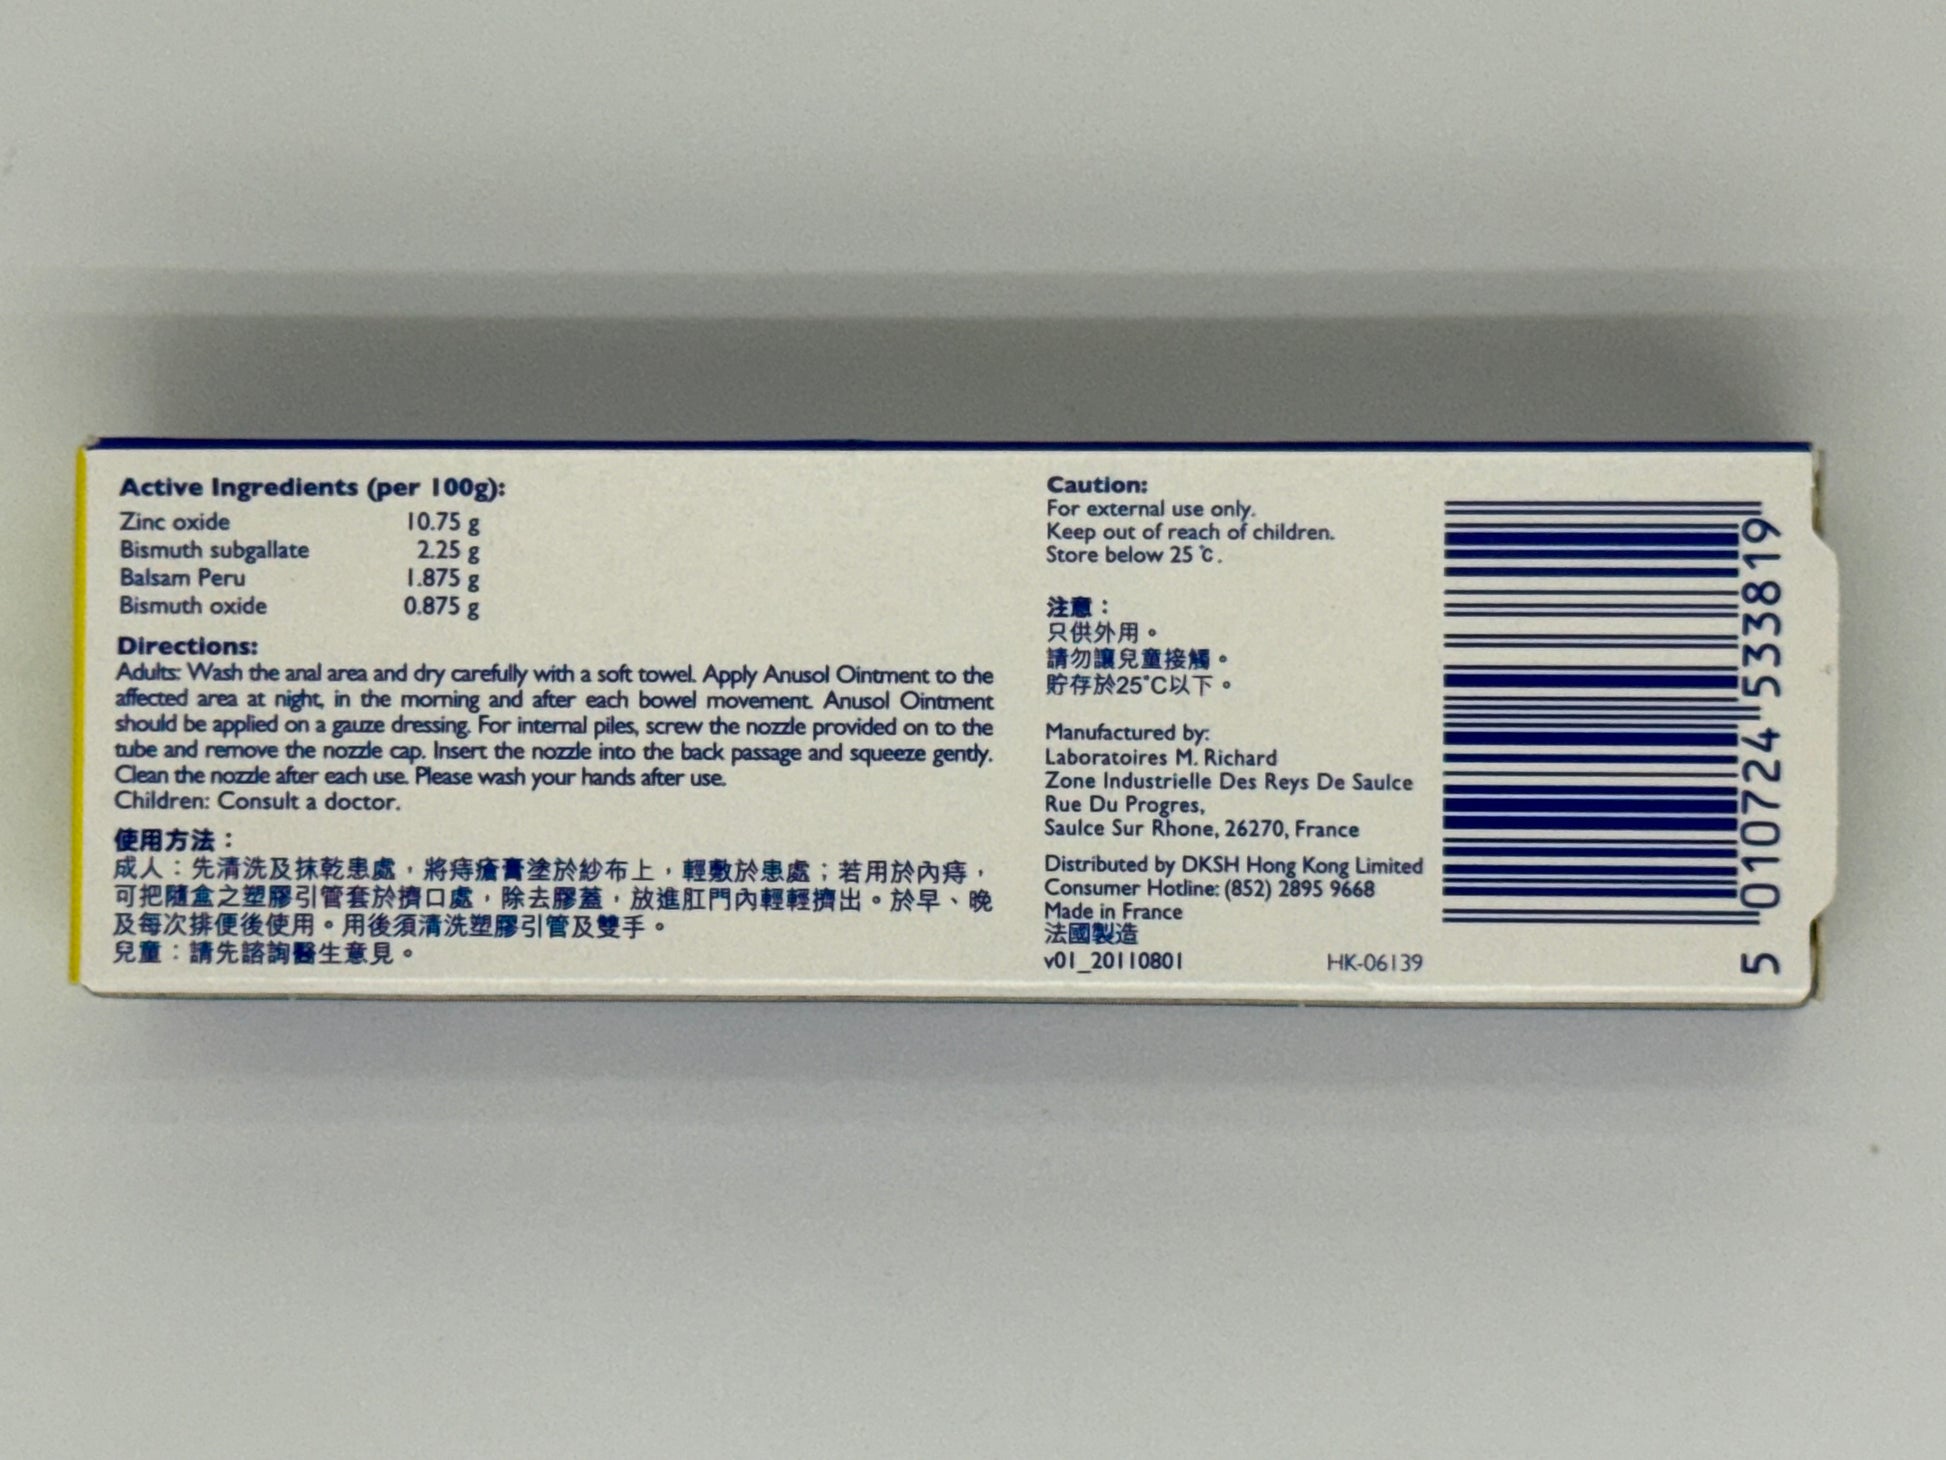 Active Ingredients (per 100g):
Zinc oxide 10.75 g
Bismuth subgallate 2.25 g
Balsam Peru 1.875 g
Bismuth oxide 0.875 g
Directions:
Adults: Wash the anal area and dry carefully with a soft towel. Apply Anusol Ointment to the
affected area at night, in the morning and after each bowel movement. Anusol Ointment
should be applied on a gauze dressing. For internal piles, screw the nozzle provided on to the
tube and remove the nozzle cap. Insert the nozzle into the back passage and squeeze gently.
Clean the nozzle after each use. Please wash your hands after use.
Children: Consult a doctor.
使用方法：
成人：先清洗及抹乾患處，將痔瘡膏塗於紗布上，輕敷於患處；若用於內痔，
可把隨盒之塑膠引管套於擠口處，除去膠蓋，放進肛門內輕輕擠出。於早、晚
及每次排便後使用。用後須清洗塑膠引管及雙手。
兒童：請先諮詢醫生意見。
Caution:
For external use only.
Keep out of reach of children.
Store below 25 ℃.
注意：
只供外用。
請勿讓兒童接觸。
貯存於25°C以下。
Manufactured by:
Laboratoires M. Richard
Zone Industrielle Des Reys De Saulce
Rue Du Progres,
Saulce Sur Rhone, 26270, France
Distributed by DKSH Hong Kong Limited
Consumer Hotline: (852) 2895 9668
Made in France
法國製造
v01_20110801 HK-06139
5 010724 533819